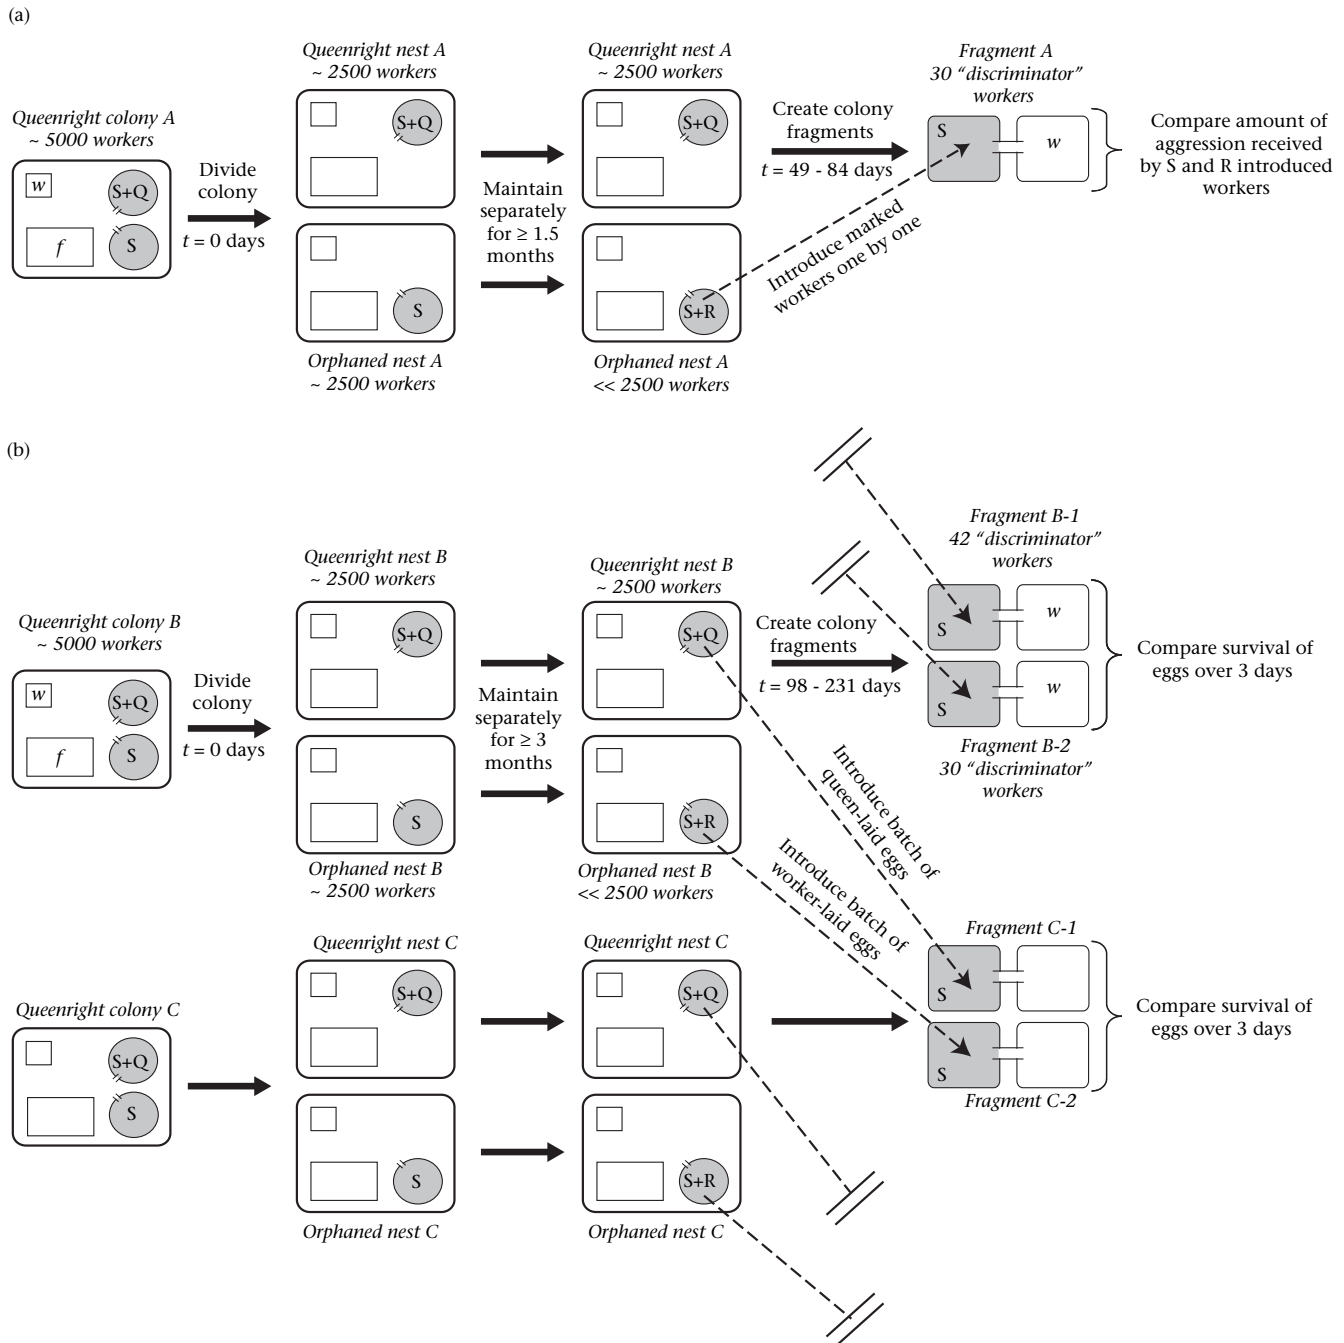 (a)
Queenright colony A
~ 5000 workers
w
S+Q
f
S
Divide
colony
t = 0 days
Queenright nest A
~ 2500 workers
S+Q
S
Orphaned nest A
~ 2500 workers
Maintain
separately
for ≥ 1.5
months
Queenright nest A
~ 2500 workers
S+Q
S+R
Orphaned nest A
<< 2500 workers
Create colony
fragments
t = 49 - 84 days
Introduce marked
workers one by one
Fragment A
30 “discriminator”
workers
S
w
Compare amount of
aggression received
by S and R introduced
workers
(b)
Queenright colony B
~ 5000 workers
w
S+Q
f
S
Divide
colony
t = 0 days
Queenright nest B
~ 2500 workers
S+Q
S
Orphaned nest B
~ 2500 workers
Maintain
separately
for ≥ 3
months
Queenright nest B
~ 2500 workers
S+Q
S+R
Orphaned nest B
<< 2500 workers
Create colony
fragments
t = 98 - 231 days
Introduce batch of
queen-laid eggs
Introduce batch of
worker-laid eggs
Fragment B-1
42 “discriminator”
workers
S
w
S
w
Fragment B-2
30 “discriminator”
workers
Compare survival of
eggs over 3 days
Queenright colony C
S+Q
S
Queenright nest C
S+Q
S
Orphaned nest C
Queenright nest C
S+Q
S+R
Orphaned nest C
Fragment C-1
S
S
Fragment C-2
Compare survival of
eggs over 3 days